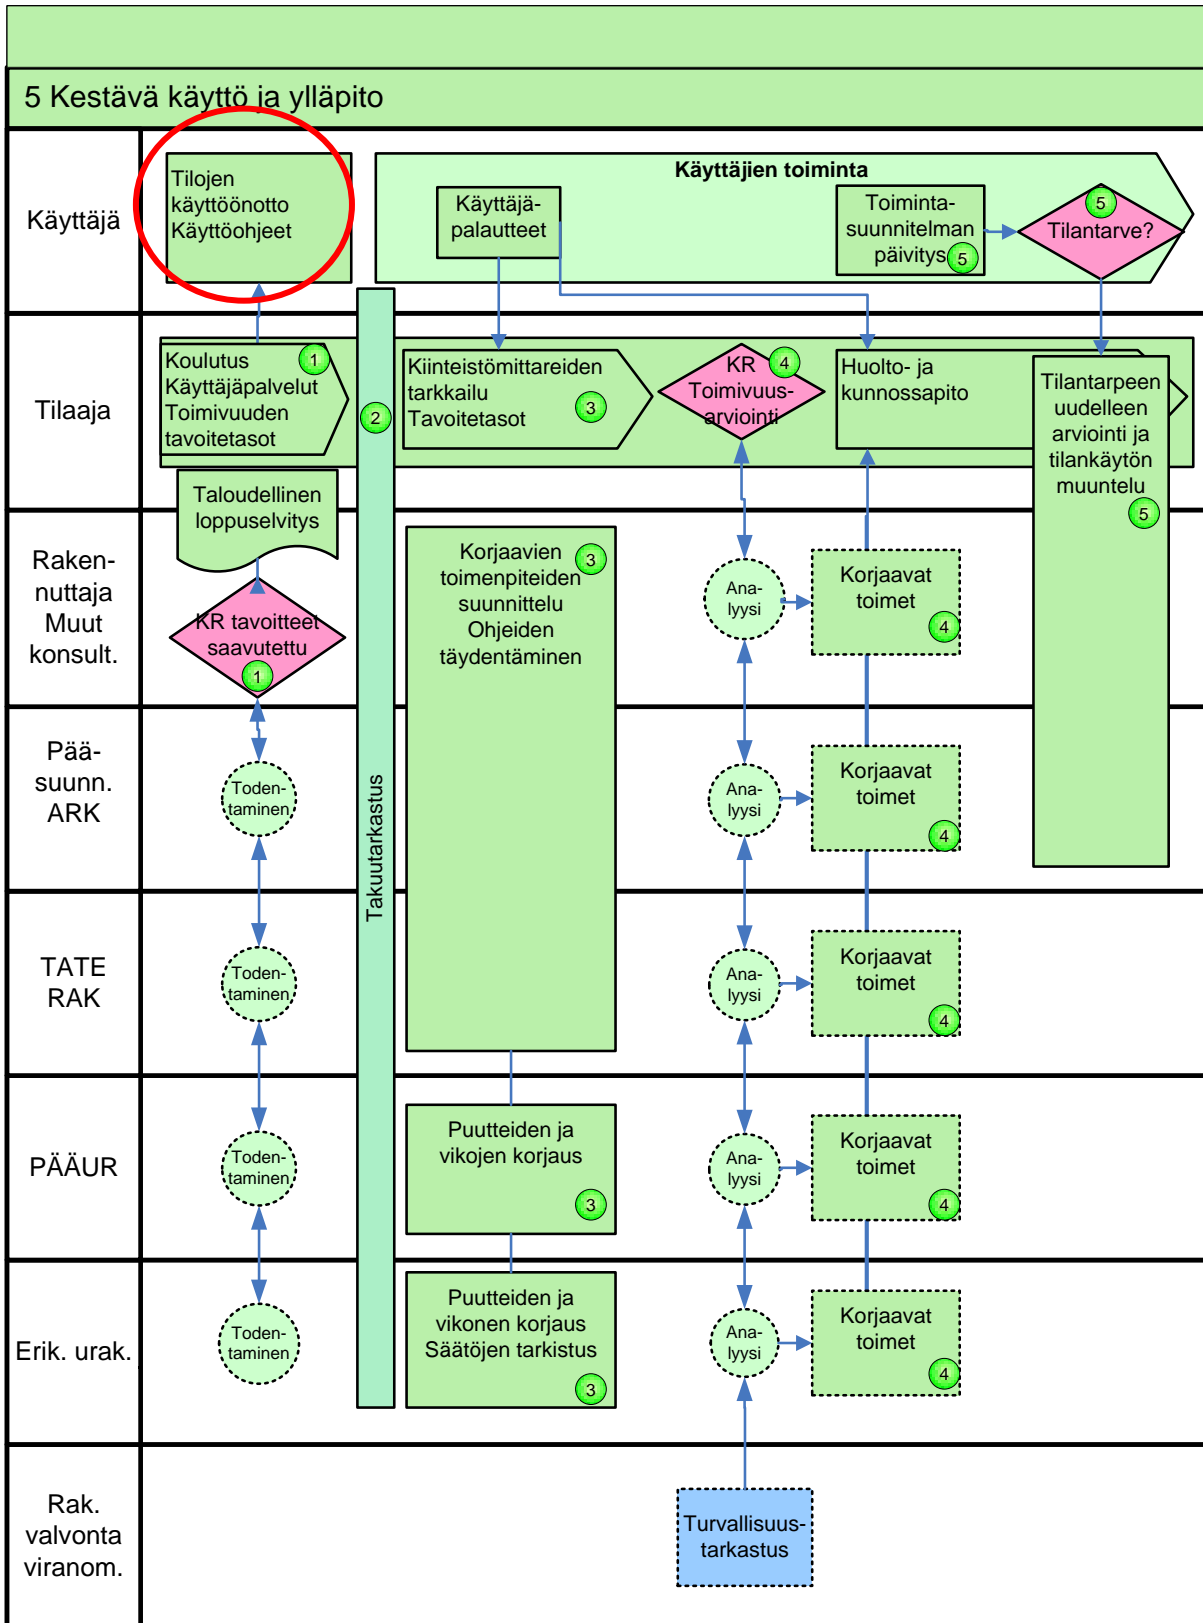 5 Kestävä käyttö ja ylläpito
Käyttäjä
Tilojen
käyttöönotto
Käyttöohjeet
Käyttäjien toiminta
Käyttäjä-
palautteet
Toiminta-
suunnitelman
päivitys
5
5
Tilantarve?
Tilaaja
Koulutus
Käyttäjäpalvelut
Toimivuuden
tavoitetasot
1
2
Takuutarkastus
Kiinteistömittareiden
tarkkailu
Tavoitetasot
3
KR
Toimivuus-
arviointi
4
Huolto- ja
kunnossapito
Tilantarpeen
uudelleen
arviointi ja
tilankäytön
muuntelu
5
Taloudellinen
loppuselvitys
Raken-
nuttaja
Muut
konsult.
KR tavoitteet
saavutettu
1
Korjaavien
toimenpiteiden
suunnittelu
Ohjeiden
täydentäminen
3
Ana-
lyysi
Korjaavat
toimet
4
Pää-
suunn.
ARK
Toden-
taminen
Ana-
lyysi
Korjaavat
toimet
4
TATE
RAK
Toden-
taminen
Ana-
lyysi
Korjaavat
toimet
4
PÄÄUR
Toden-
taminen
Puutteiden ja
vikojen korjaus
3
Ana-
lyysi
Korjaavat
toimet
4
Erik. urak.
Toden-
taminen
Puutteiden ja
vikonen korjaus
Säätöjen tarkistus
3
Ana-
lyysi
Korjaavat
toimet
4
Rak.
valvonta
viranom.
Turvallisuus-
tarkastus